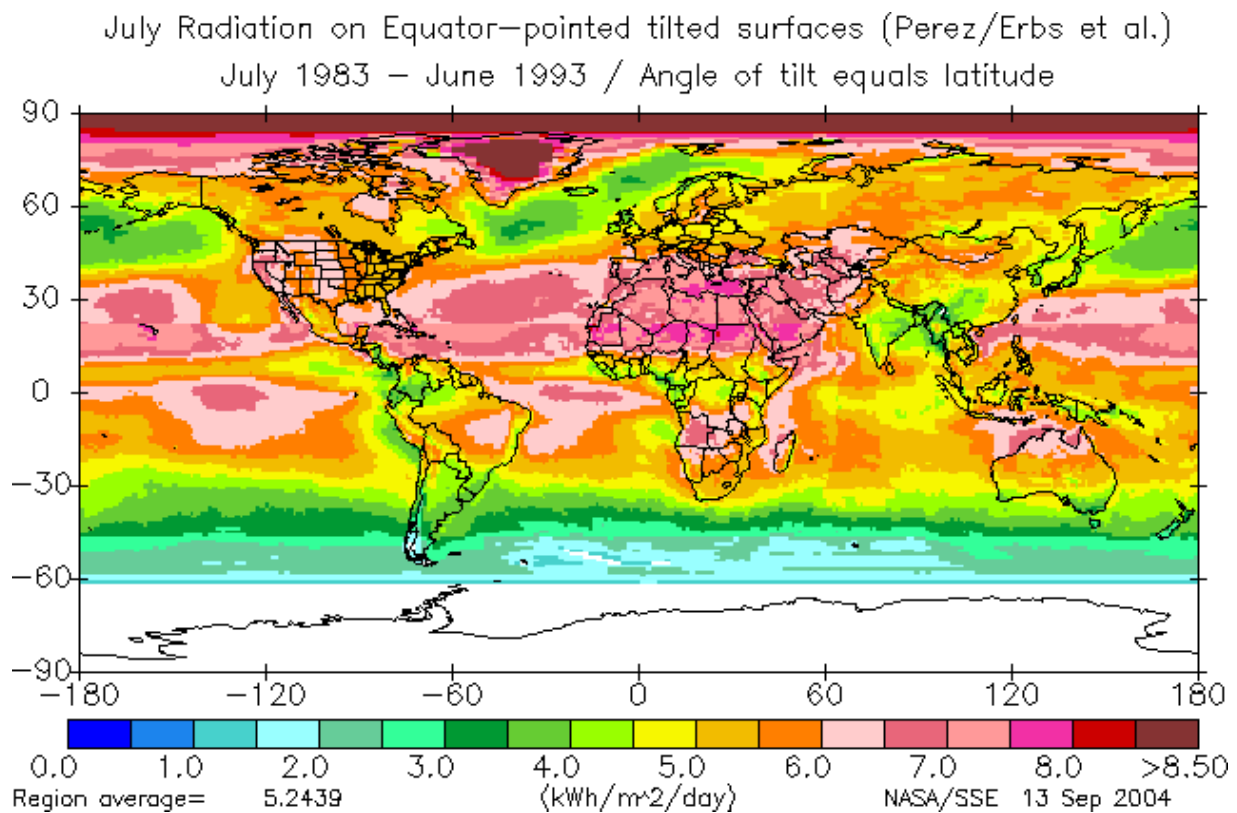 July Radiation on Equator-pointed tilted surfaces (Perez/Erbs et al.)
July 1983 - June 1993 / Angle of tilt equals latitude
90
60
30
0
-30
-60
-90
-180 -120 -60 0 60 120 180
0.0 1.0 2.0 3.0 4.0 5.0 6.0 7.0 8.0 >8.50
Region average= 5.2439 (kWh/m^2/day) NASA/SSE 13 Sep 2004